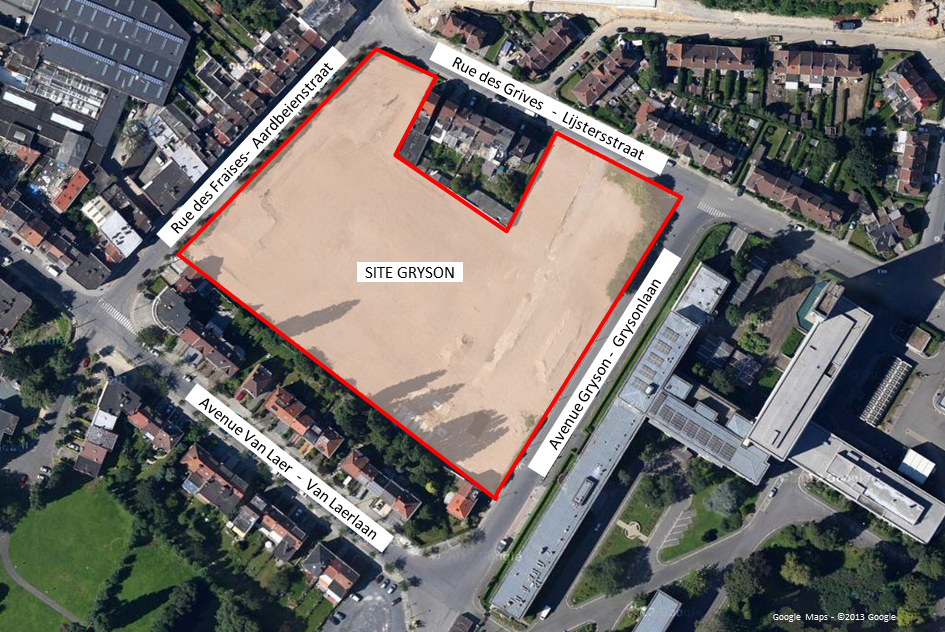 Rue des Grives - Lijstersstraat
Rue des Fraises- Aardbeienstraat
SITE GRYSON
Avenue Gryson - Grysonlaan
Avenue Van Laer - Van Laerlaan
Google Maps - ©2013 Google